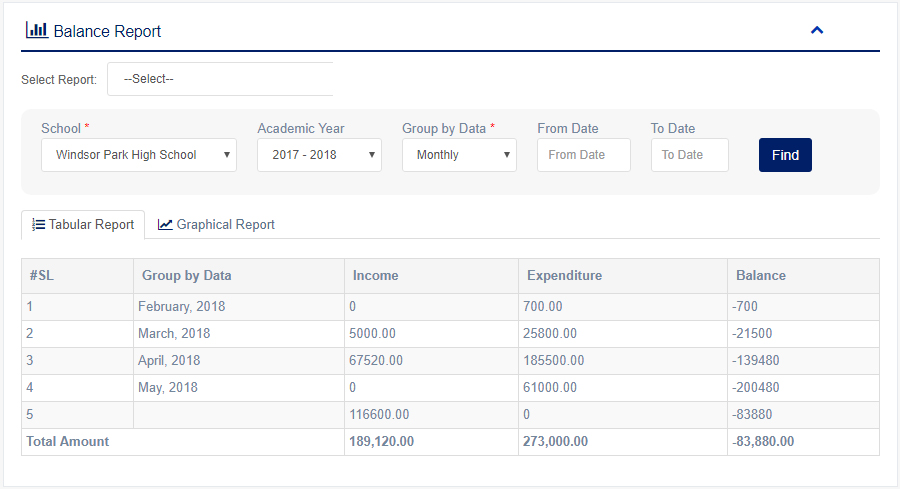 Balance Report
Select Report: --Select--
School * Academic Year Group by Data * From Date To Date
Windsor Park High School 2017 - 2018 Monthly From Date To Date Find
Tabular Report Graphical Report
#SL Group by Data Income Expenditure Balance
1 February, 2018 0 700.00 -700
2 March, 2018 5000.00 25800.00 -21500
3 April, 2018 67520.00 185500.00 -139480
4 May, 2018 0 61000.00 -200480
5 116600.00 0 -83880
Total Amount 189,120.00 273,000.00 -83,880.00